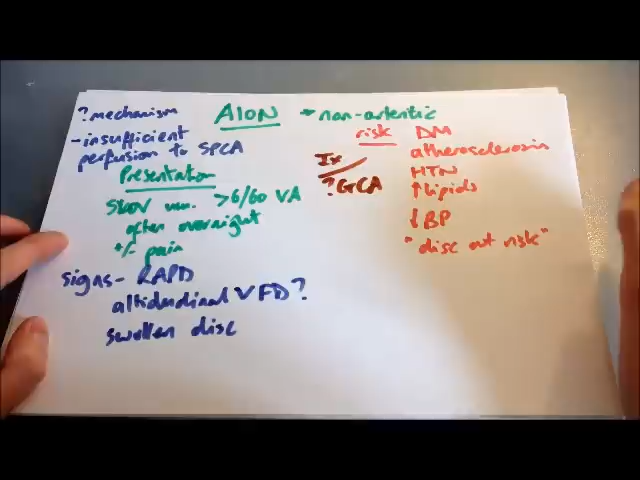 ? mechanism
- insufficient
perfusion to SPCA
AION
- non-arteritic
Presentation
>6/60 VA
often overnight
+/- pain
signs - RAPD
altitudinal VFD?
swollen disc
risk
DM
atherosclerosis
HTN
↑lipids
↓BP
"disc at risk"
Ix
? GCA